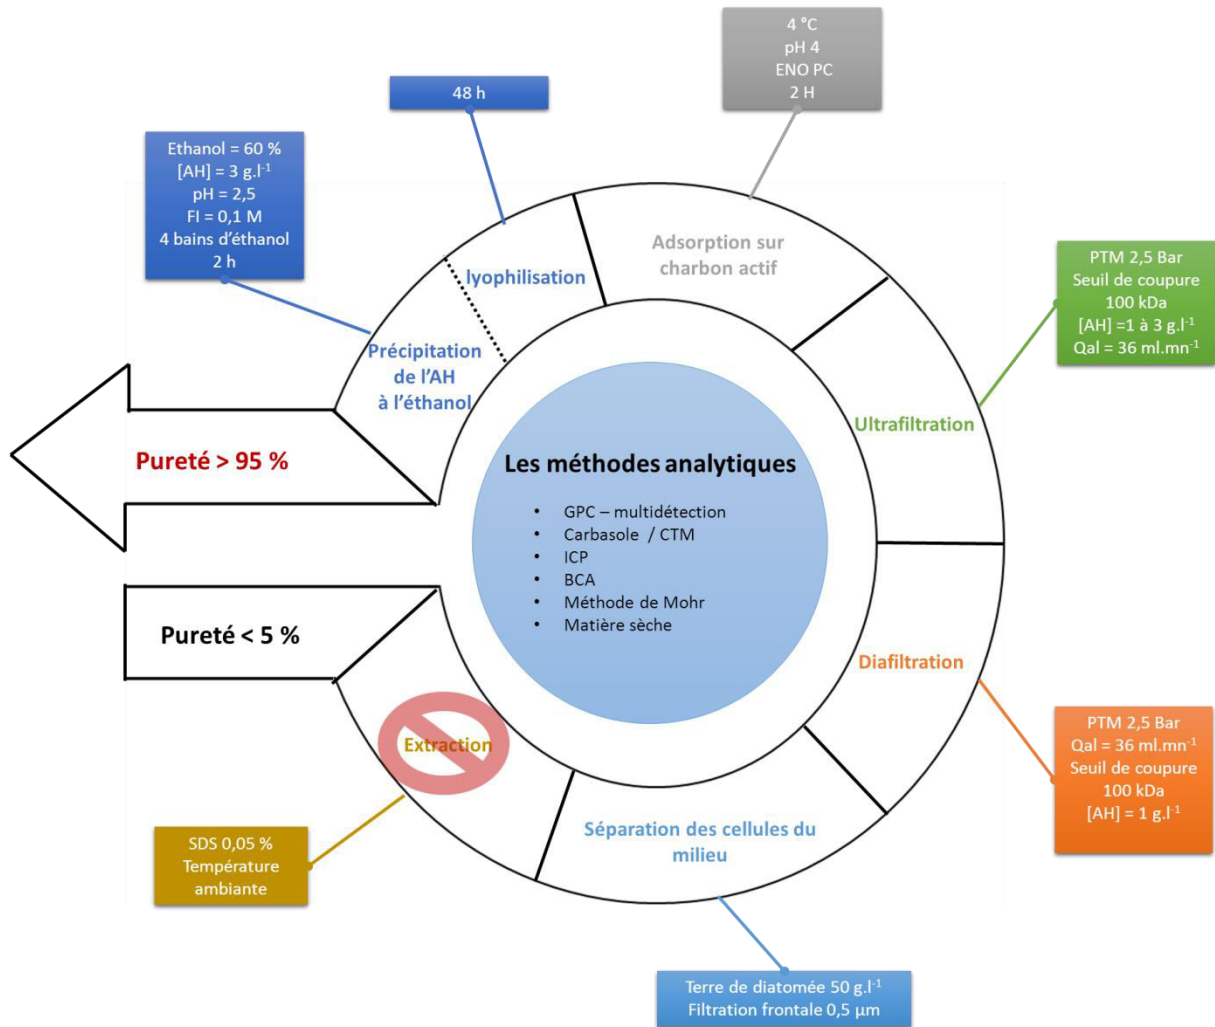 4 °C
pH 4
ENO PC
2 H
48 h
Ethanol = 60 %
[AH] = 3 g.l⁻¹
pH = 2,5
FI = 0,1 M
4 bains d'éthanol
2 h
Adsorption sur
charbon actif
lyophilisation
PTM 2,5 Bar
Seuil de coupure
100 kDa
[AH] =1 à 3 g.l⁻¹
Qal = 36 ml.mn⁻¹
Précipitation
de l'AH
à l'éthanol
Ultrafiltration
Pureté > 95 %
Les méthodes analytiques
• GPC – multidétection
• Carbasole / CTM
• ICP
• BCA
• Méthode de Mohr
• Matière sèche
Pureté < 5 %
Diafiltration
Extraction
PTM 2,5 Bar
Qal = 36 ml.mn⁻¹
Seuil de coupure
100 kDa
[AH] = 1 g.l⁻¹
Séparation des cellules du
milieu
SDS 0,05 %
Température
ambiante
Terre de diatomée 50 g.l⁻¹
Filtration frontale 0,5 µm